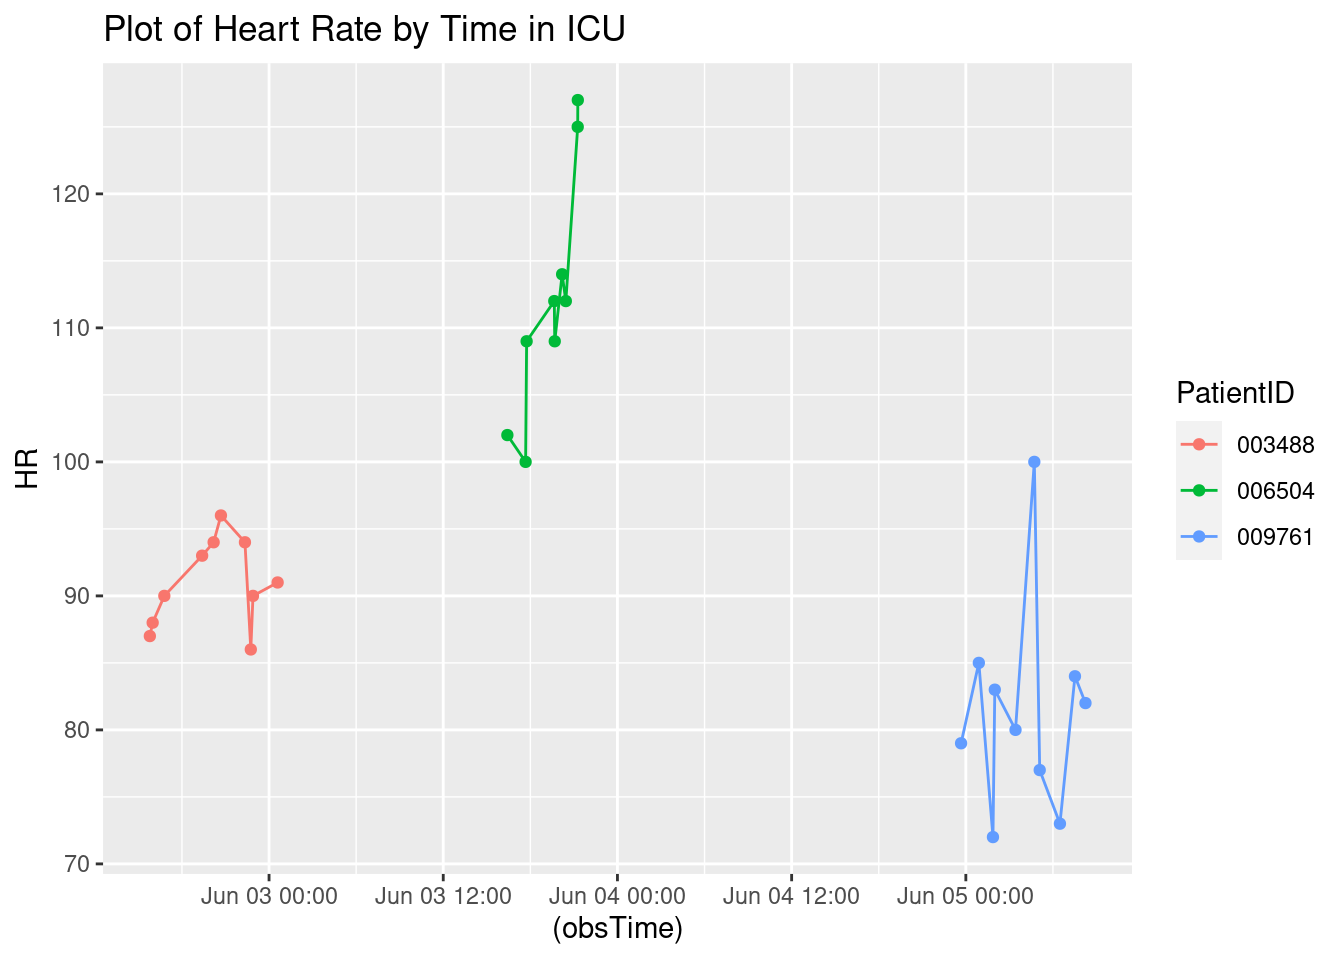 Plot of Heart Rate by Time in ICU
120
110
100
90
80
70
HR
Jun 03 00:00 Jun 03 12:00 Jun 04 00:00 Jun 04 12:00 Jun 05 00:00
(obsTime)
PatientID
003488
006504
009761